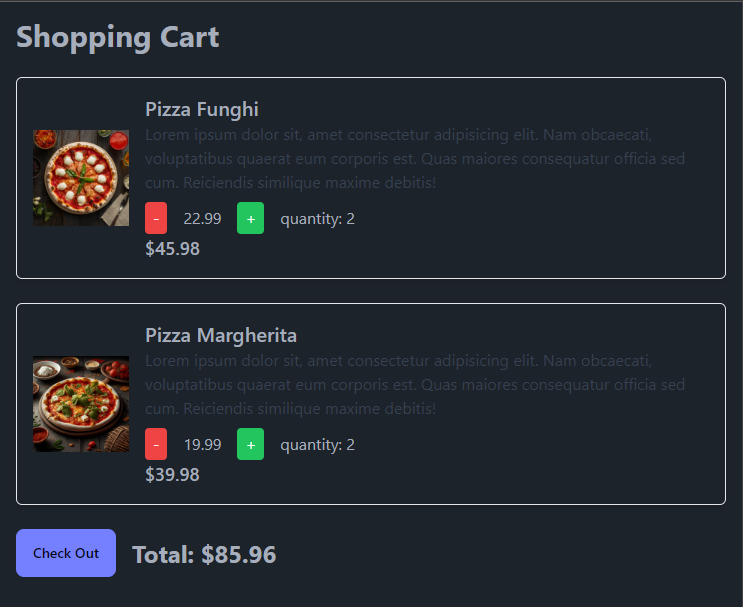 Shopping Cart
Pizza Funghi
Lorem ipsum dolor sit, amet consectetur adipisicing elit. Nam obcaecati,
voluptatibus quaerat eum corporis est. Quas maiores consequatur officia sed
cum. Reiciendis similique maxime debitis!
- 22.99 + quantity: 2
$45.98
Pizza Margherita
Lorem ipsum dolor sit, amet consectetur adipisicing elit. Nam obcaecati,
voluptatibus quaerat eum corporis est. Quas maiores consequatur officia sed
cum. Reiciendis similique maxime debitis!
- 19.99 + quantity: 2
$39.98
Check Out Total: $85.96